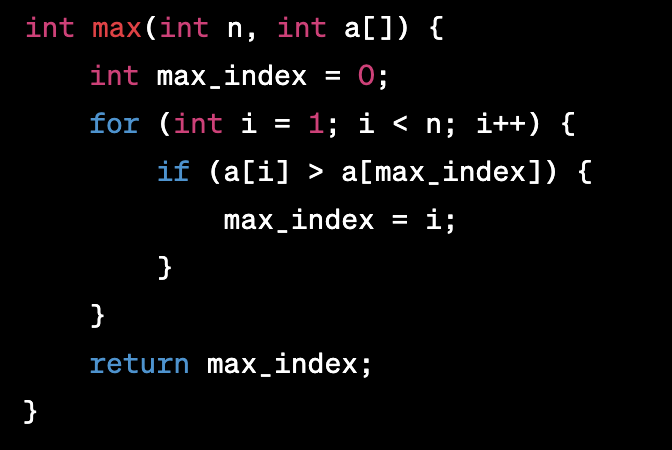 int max(int n, int a[]) {
    int max_index = 0;
    for (int i = 1; i < n; i++) {
        if (a[i] > a[max_index]) {
            max_index = i;
        }
    }
    return max_index;
}